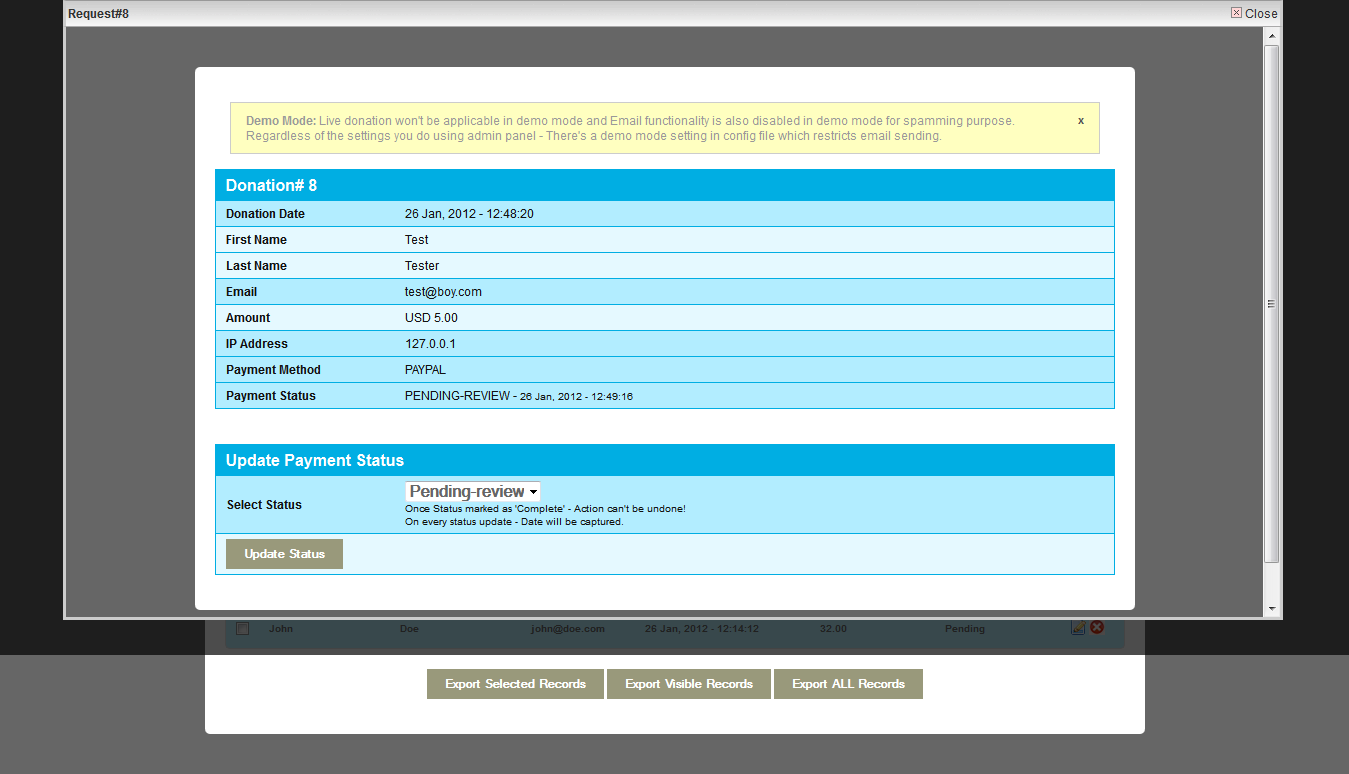 Request#8 Close
Demo Mode: Live donation won't be applicable in demo mode and Email functionality is also disabled in demo mode for spamming purpose. x
Regardless of the settings you do using admin panel - There's a demo mode setting in config file which restricts email sending.
Donation# 8
Donation Date 26 Jan, 2012 - 12:48:20
First Name Test
Last Name Tester
Email test@boy.com
Amount USD 5.00
IP Address 127.0.0.1
Payment Method PAYPAL
Payment Status PENDING-REVIEW - 26 Jan, 2012 - 12:49:16
Update Payment Status
Select Status Pending-review
Once Status marked as 'Complete' - Action can't be undone!
On every status update - Date will be captured.
Update Status
John Doe john@doe.com 26 Jan, 2012 - 12:14:12 32.00 Pending
Export Selected Records Export Visible Records Export ALL Records